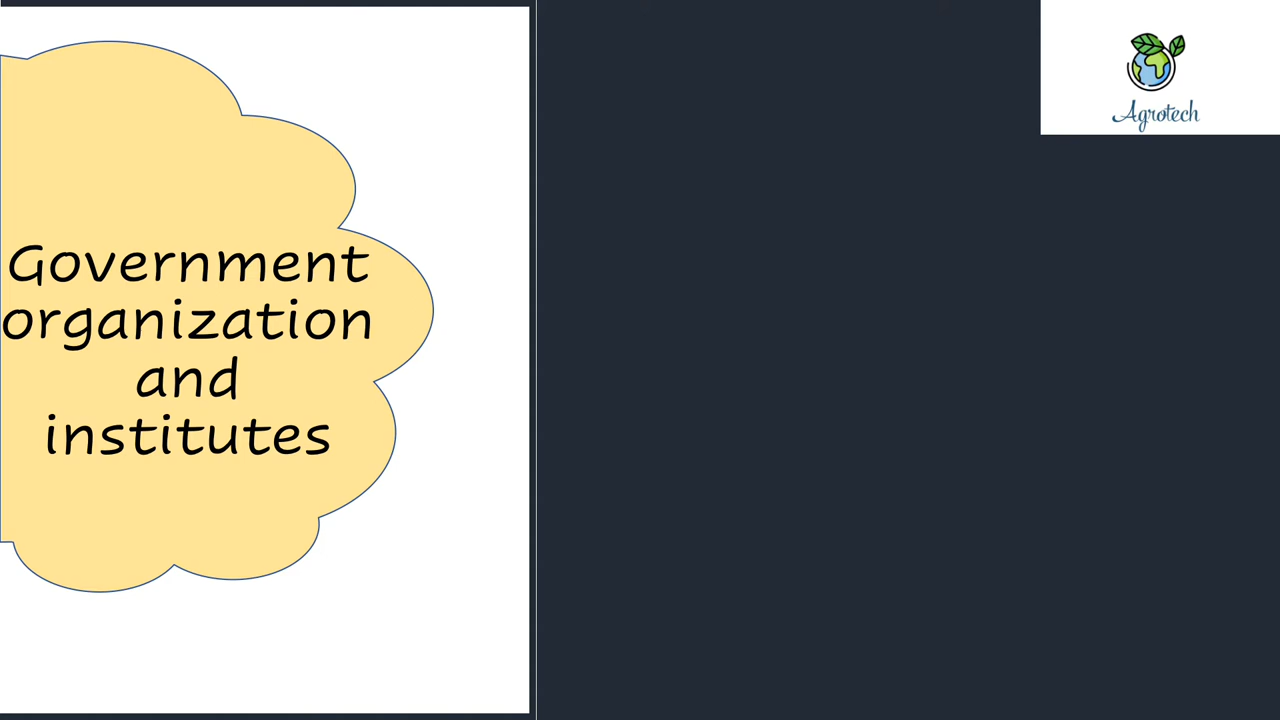 Government
organization
and
institutes
Agrotech